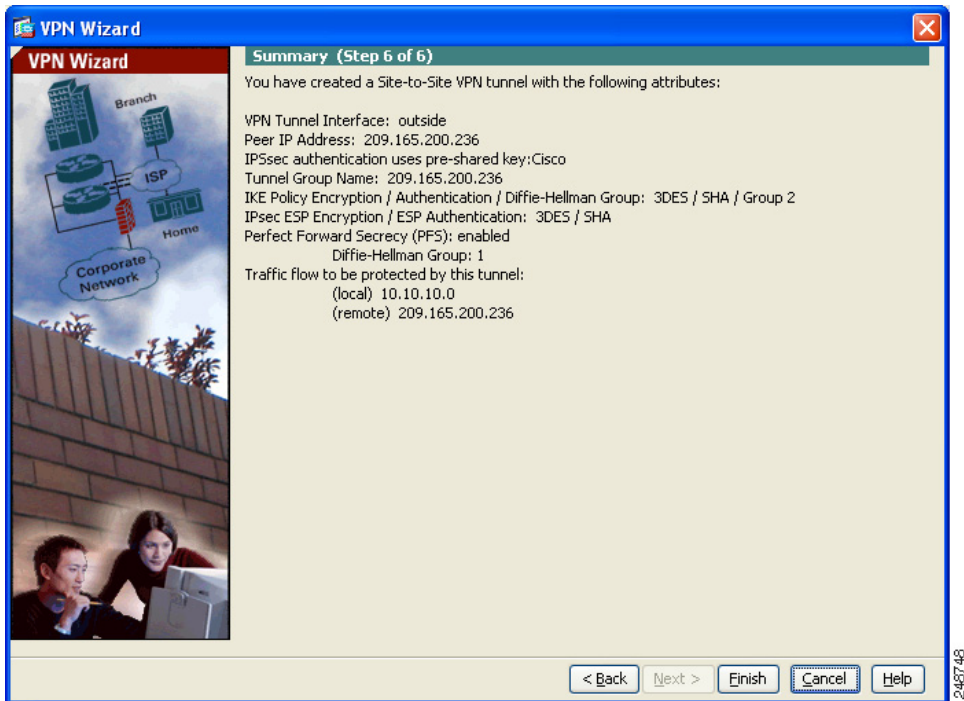 VPN Wizard
VPN Wizard
Branch
ISP
Home
Corporate
Network
Summary (Step 6 of 6)
You have created a Site-to-Site VPN tunnel with the following attributes:
VPN Tunnel Interface: outside
Peer IP Address: 209.165.200.236
IPSsec authentication uses pre-shared key:Cisco
Tunnel Group Name: 209.165.200.236
IKE Policy Encryption / Authentication / Diffie-Hellman Group: 3DES / SHA / Group 2
IPsec ESP Encryption / ESP Authentication: 3DES / SHA
Perfect Forward Secrecy (PFS): enabled
Diffie-Hellman Group: 1
Traffic flow to be protected by this tunnel:
(local) 10.10.10.0
(remote) 209.165.200.236
< Back Next > Finish Cancel Help
248748